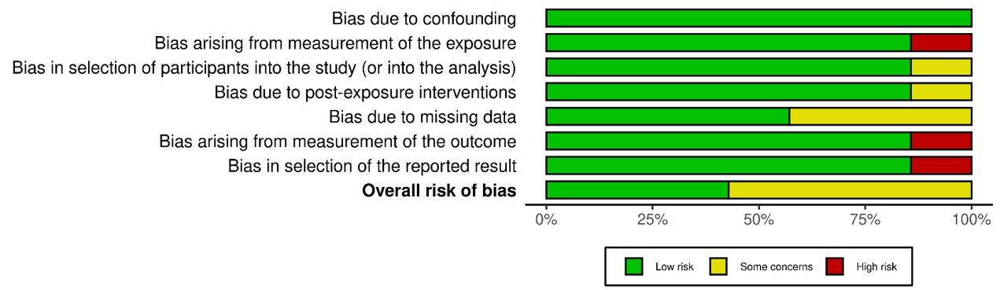 Bias due to confounding
Bias arising from measurement of the exposure
Bias in selection of participants into the study (or into the analysis)
Bias due to post-exposure interventions
Bias due to missing data
Bias arising from measurement of the outcome
Bias in selection of the reported result
Overall risk of bias
0% 25% 50% 75% 100%
Low risk Some concerns High risk